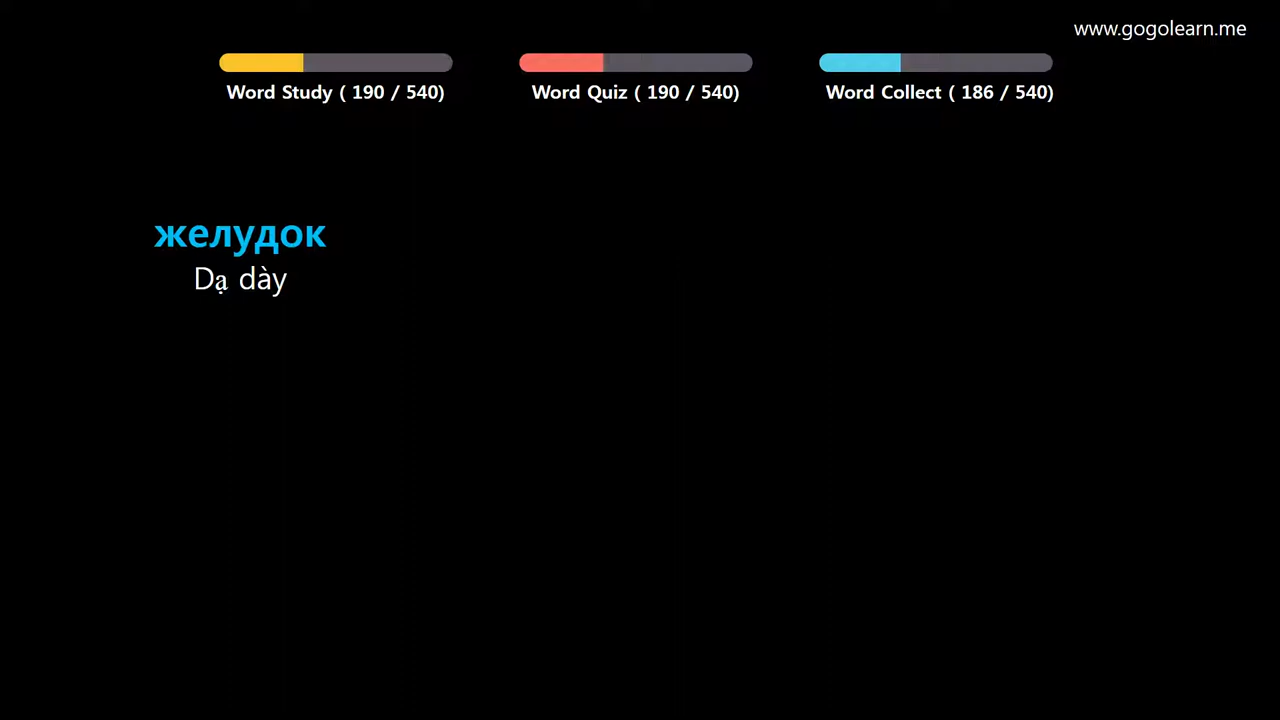 www.gogolearn.me
Word Study ( 190 / 540)
Word Quiz ( 190 / 540)
Word Collect ( 186 / 540)
желудок
Dạ dày